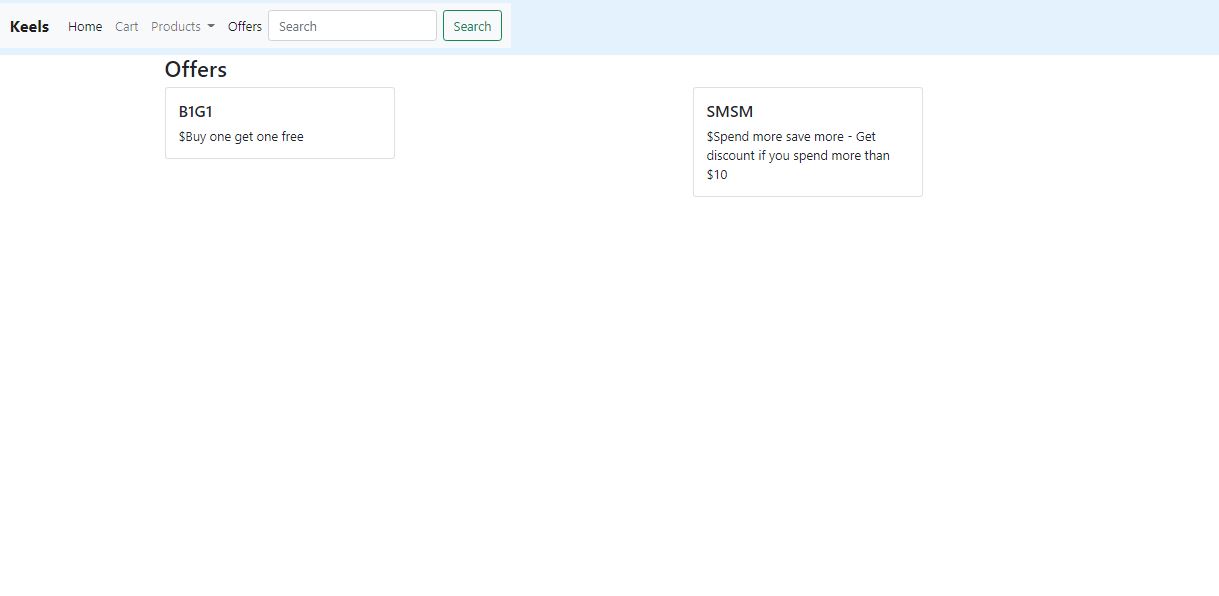 Keels Home Cart Products Offers Search Search
Offers
B1G1
$Buy one get one free
SMSM
$Spend more save more - Get
discount if you spend more than
$10